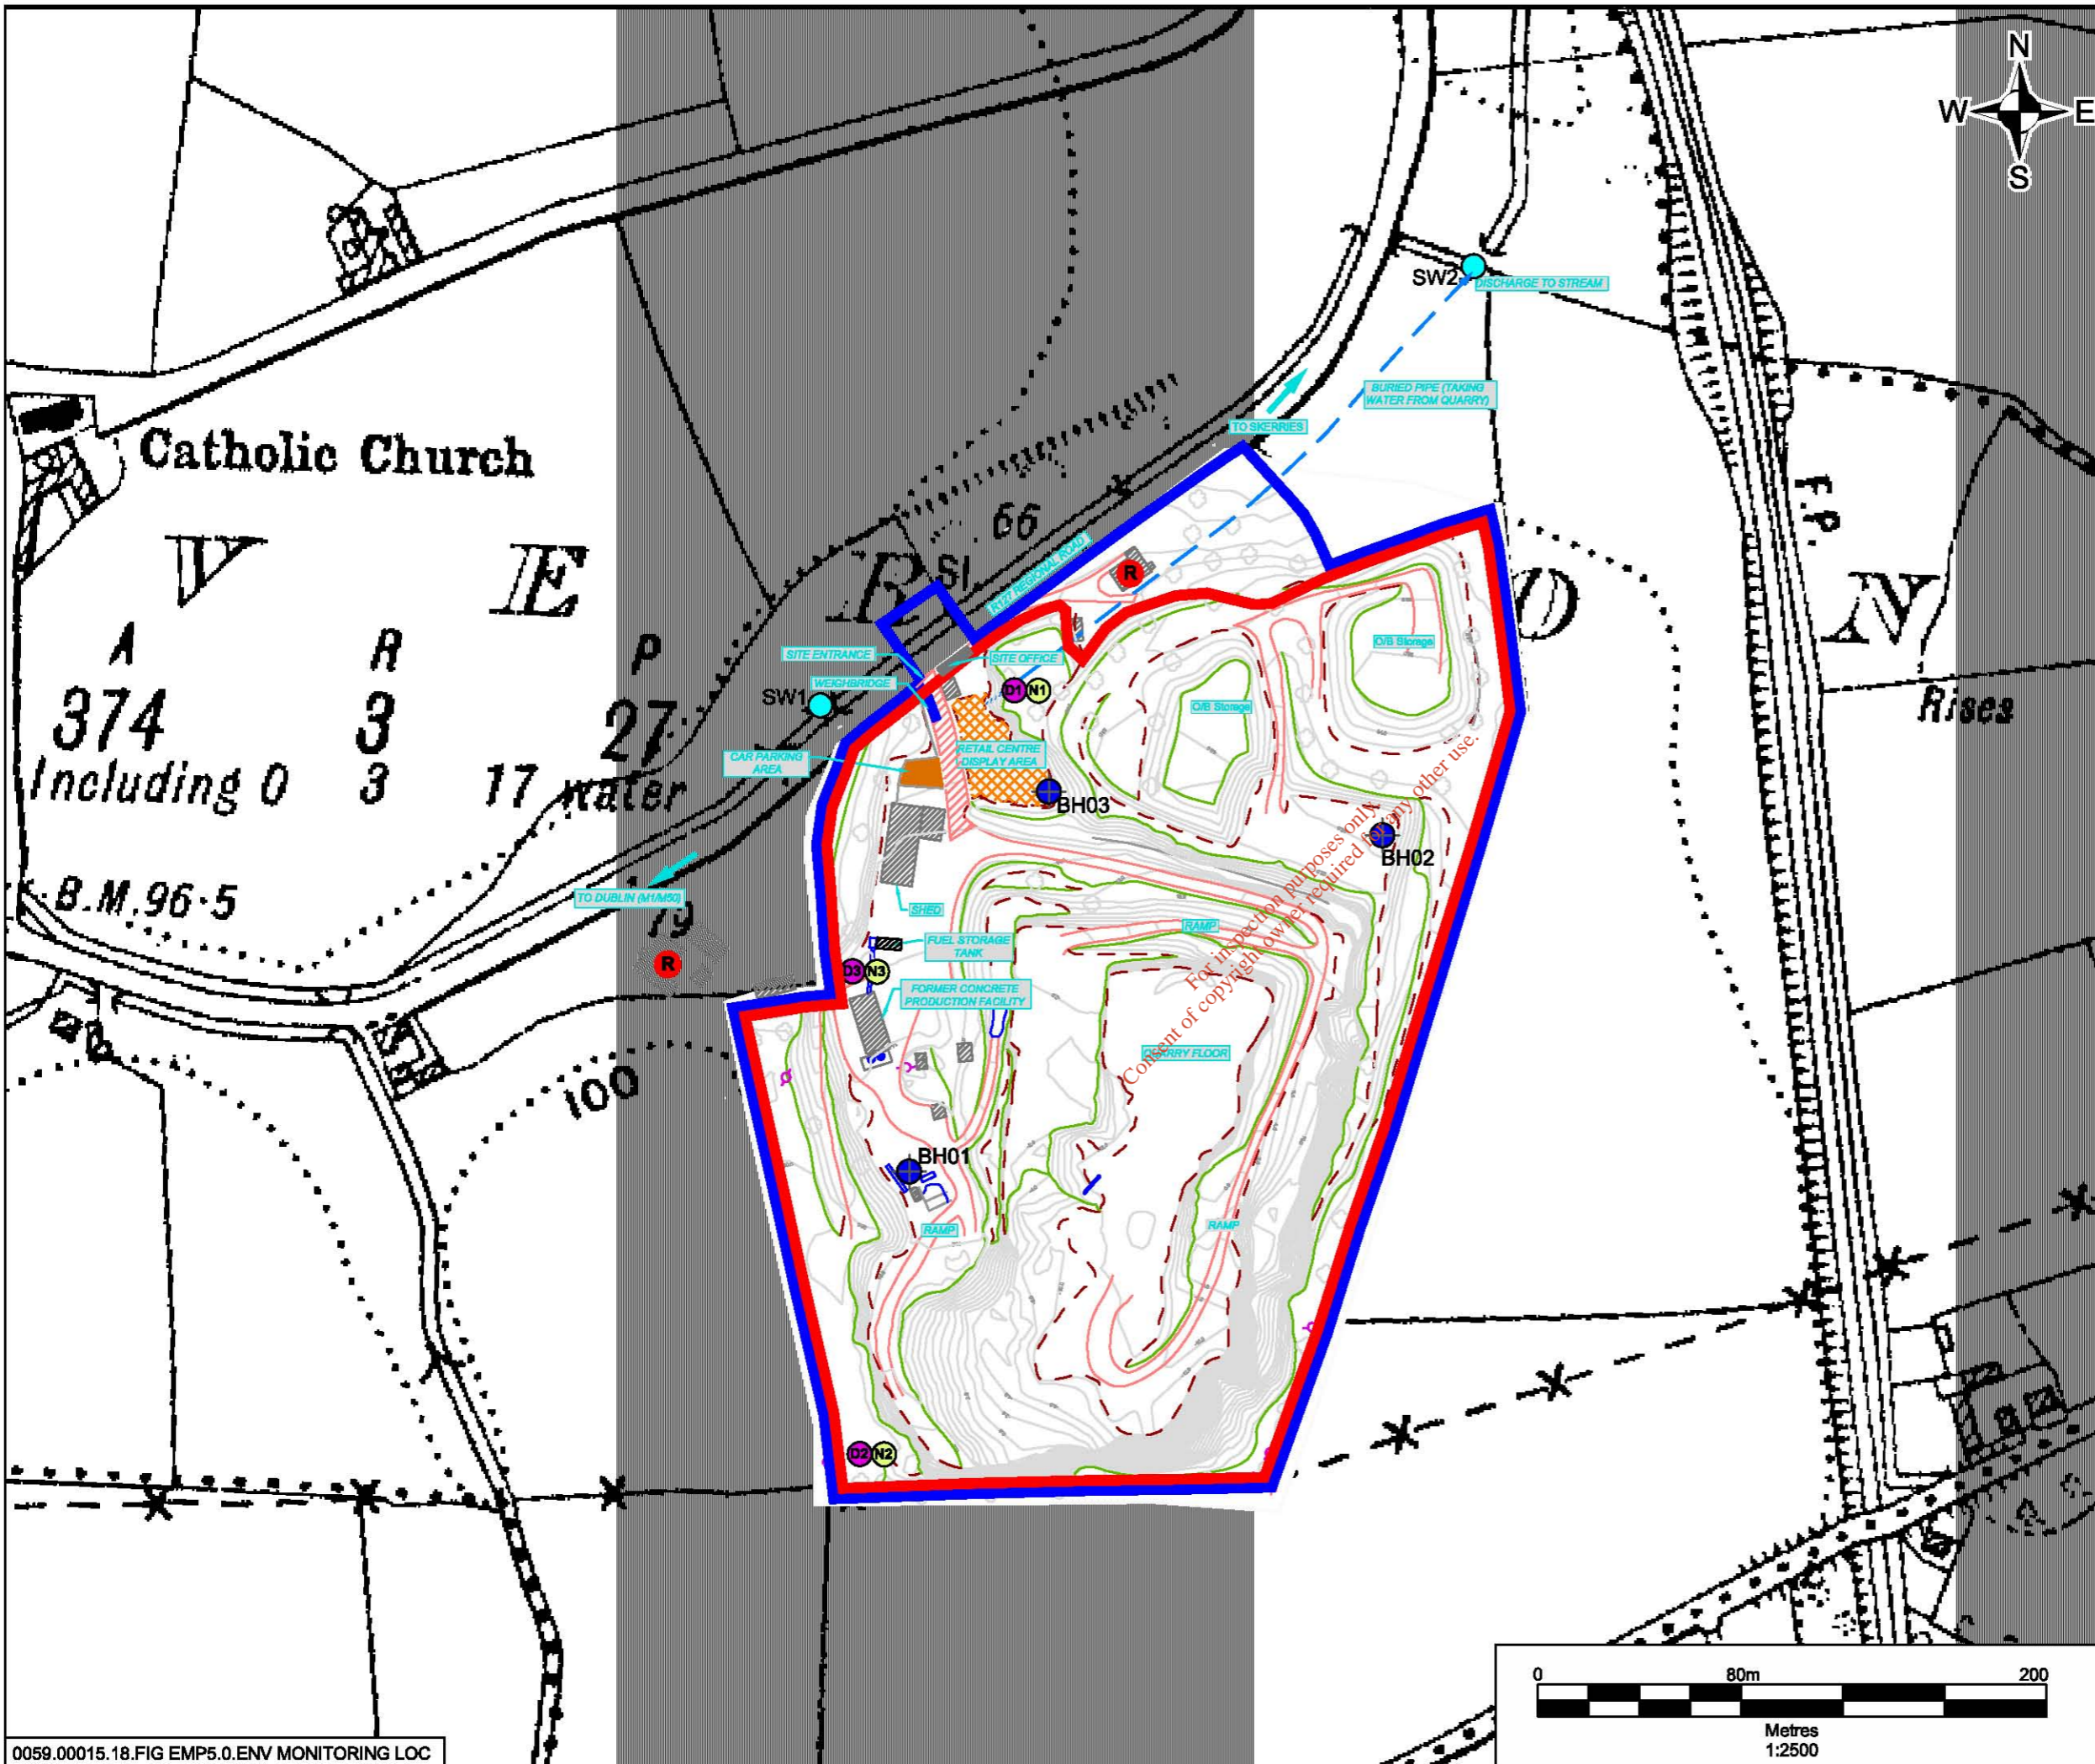 N
W E
S
SW2
DISCHARGE TO STREAM
BURIED PIPE (TAKING
WATER FROM QUARRY)
TO SKERRIES
Catholic Church
F.P.
66
V E B O N
SI
R127 REGIONAL ROAD
R
A R P
374 3 27
Including 0 3 17 water
SITE ENTRANCE
SITE OFFICE
WEIGHBRIDGE
SW1
D1 N1
O/B Storage
O/B Storage
Rises
CAR PARKING
AREA
RETAIL CENTRE
DISPLAY AREA
BH03
BH02
B.M. 96·5
TO DUBLIN (M1/M50)
79
R
SHED
RAMP
FUEL STORAGE
TANK
D3 N3
FORMER CONCRETE
PRODUCTION FACILITY
QUARRY FLOOR
For inspection purposes only.
Consent of copyright owner required for any other use.
100
BH01
RAMP
RAMP
D2 N2
0 80m 200
Metres
1:2500
0059.00015.18.FIG EMP5.0.ENV MONITORING LOC